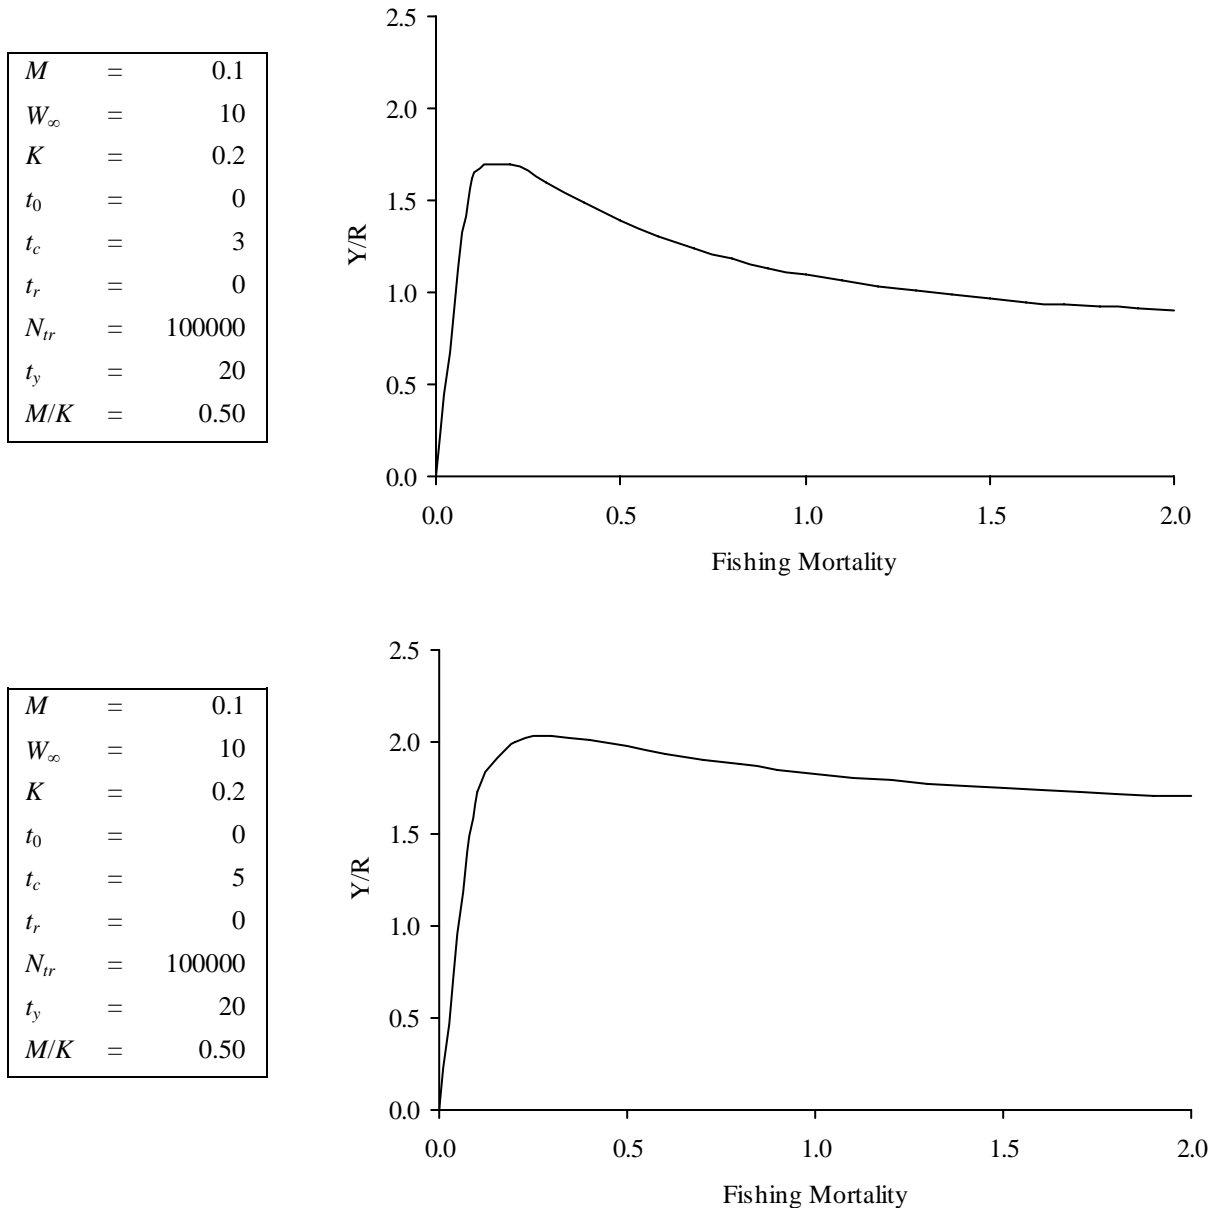 M = 0.1
W∞ = 10
K = 0.2
t0 = 0
tc = 3
tr = 0
Ntr = 100000
ty = 20
M/K = 0.50
2.5
2.0
1.5
1.0
0.5
0.0
Y/R
0.0 0.5 1.0 1.5 2.0
Fishing Mortality
M = 0.1
W∞ = 10
K = 0.2
t0 = 0
tc = 5
tr = 0
Ntr = 100000
ty = 20
M/K = 0.50
2.5
2.0
1.5
1.0
0.5
0.0
Y/R
0.0 0.5 1.0 1.5 2.0
Fishing Mortality